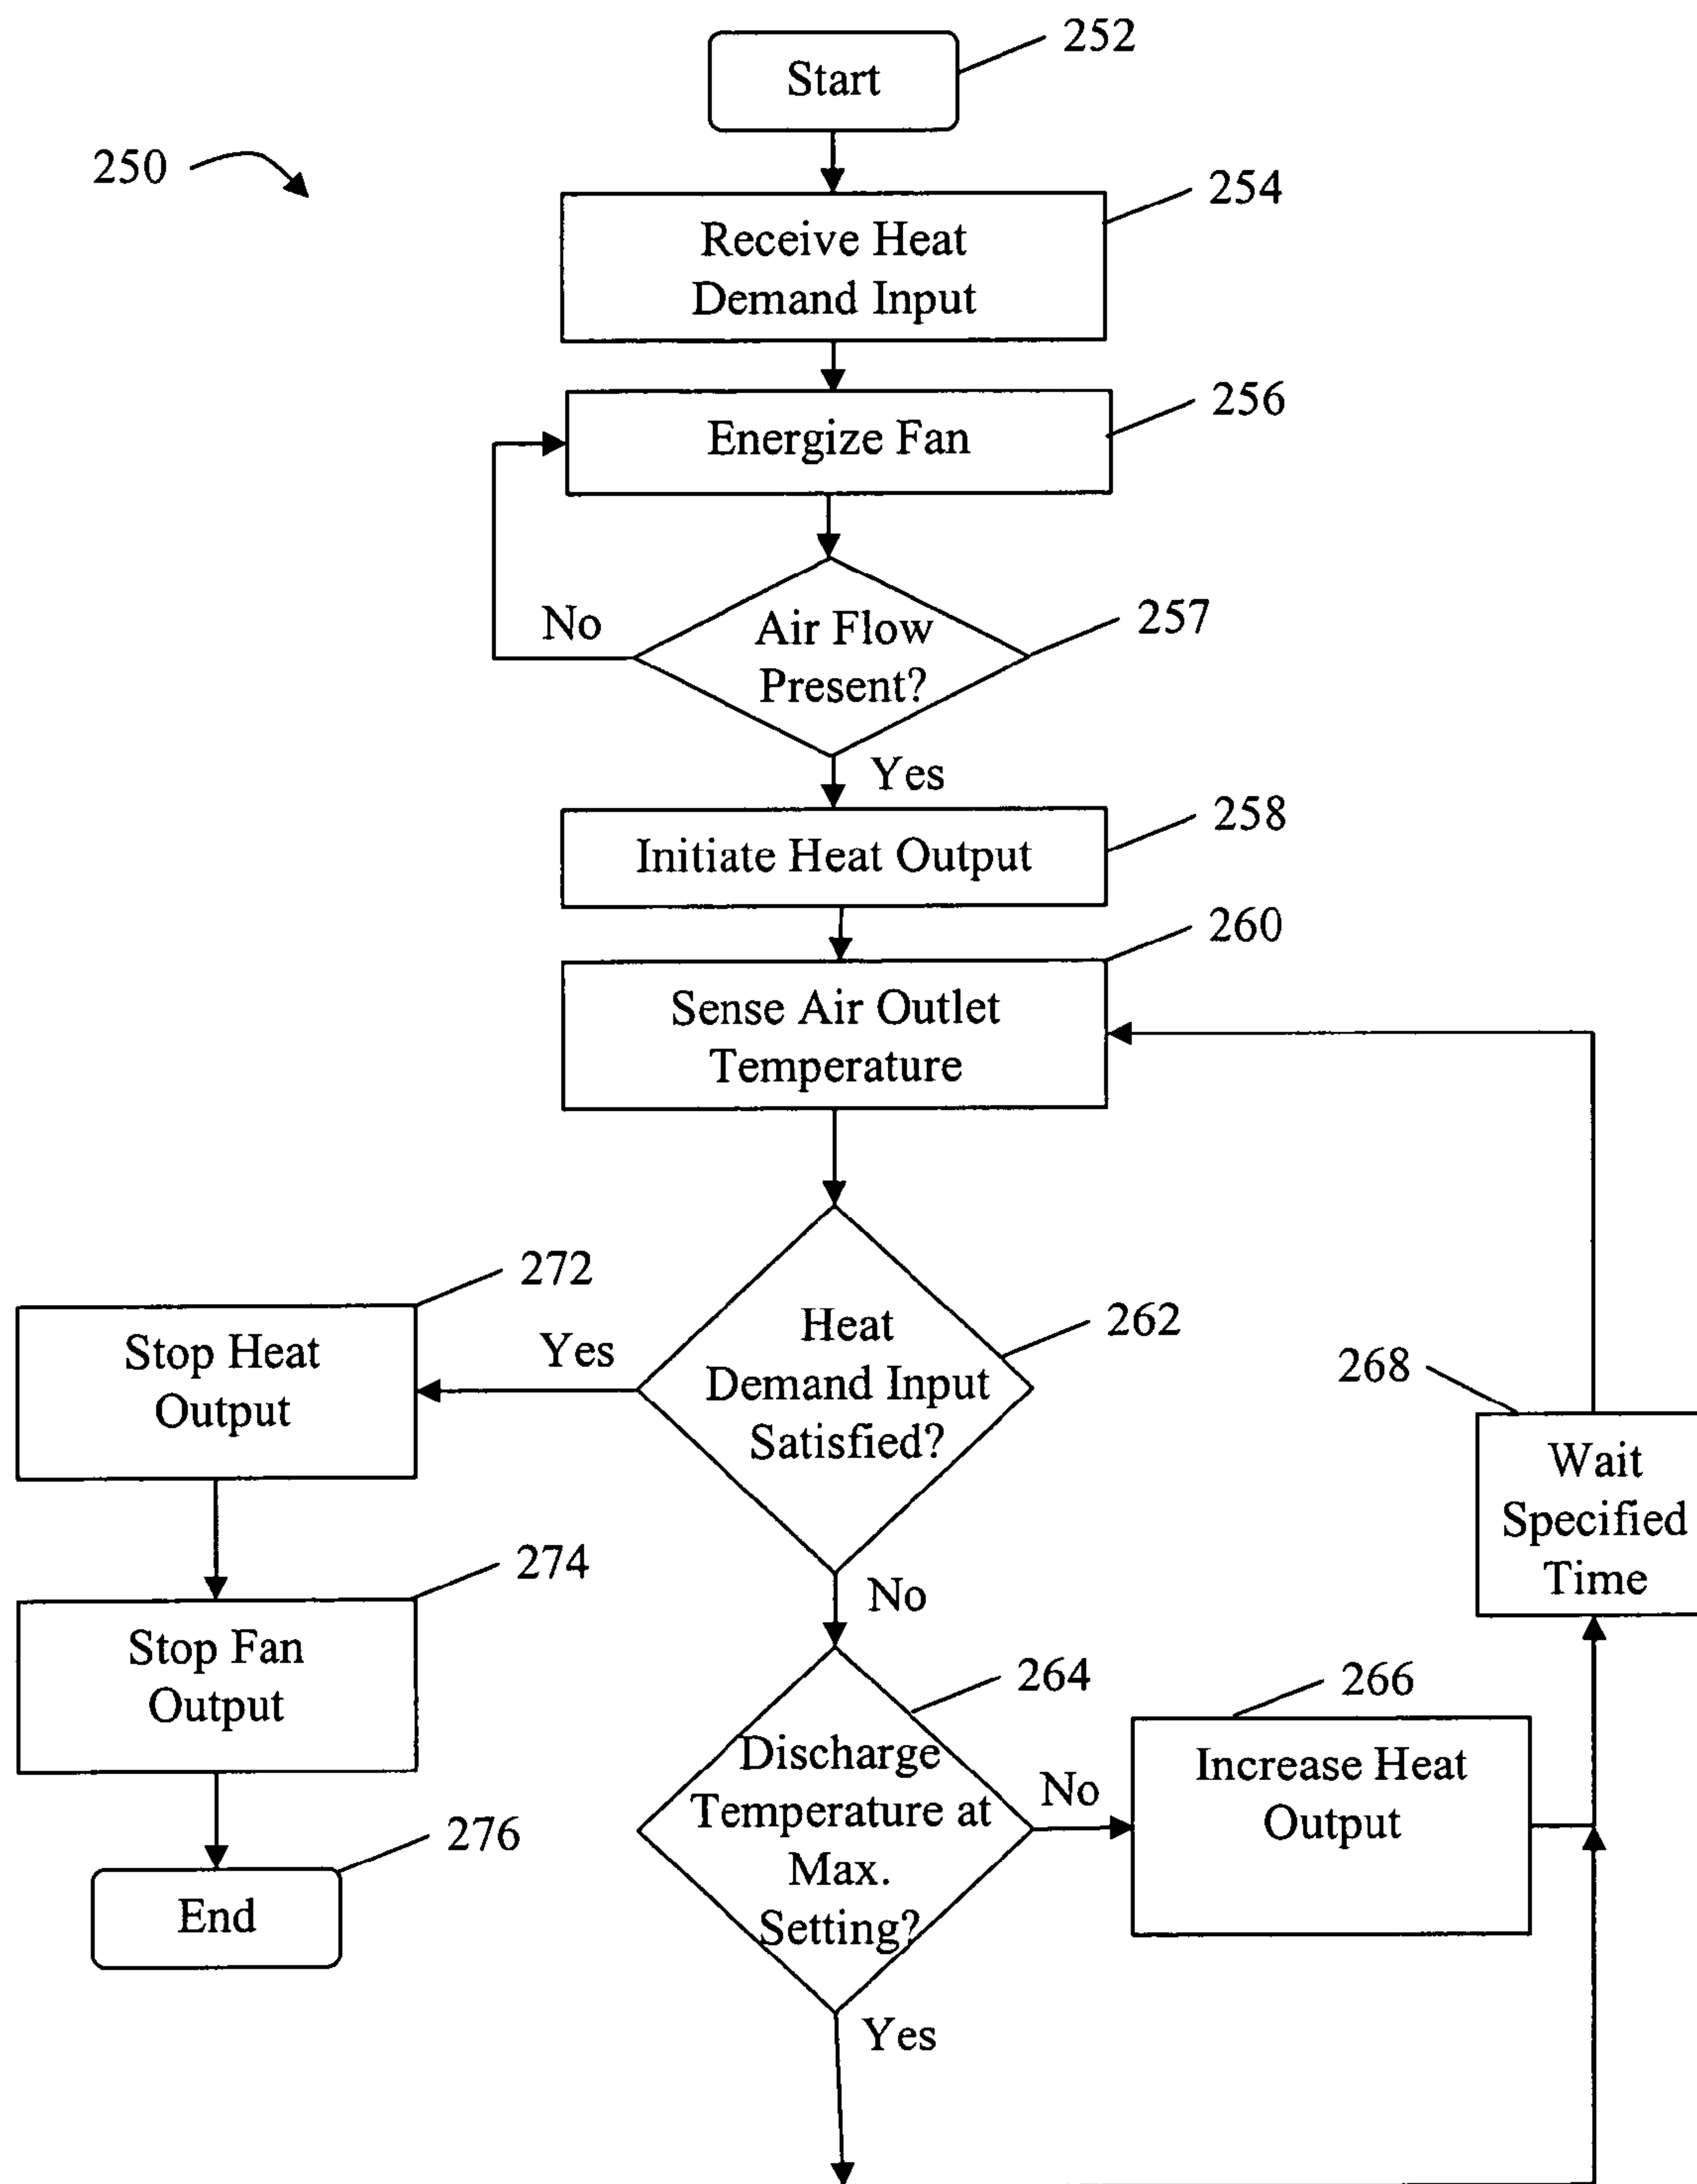 252
Start
250
254
Receive Heat
Demand Input
256
Energize Fan
257
No
Air Flow
Present?
Yes
258
Initiate Heat Output
260
Sense Air Outlet
Temperature
272
Stop Heat
Output
Yes
262
Heat
Demand Input
Satisfied?
268
Wait
Specified
Time
274
Stop Fan
Output
No
264
Discharge
Temperature at
Max.
Setting?
No
266
Increase Heat
Output
276
End
Yes